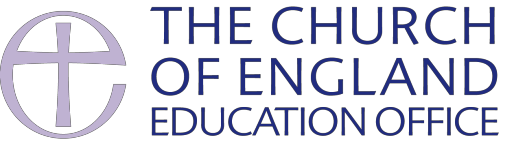 THE CHURCH
OF ENGLAND
EDUCATION OFFICE